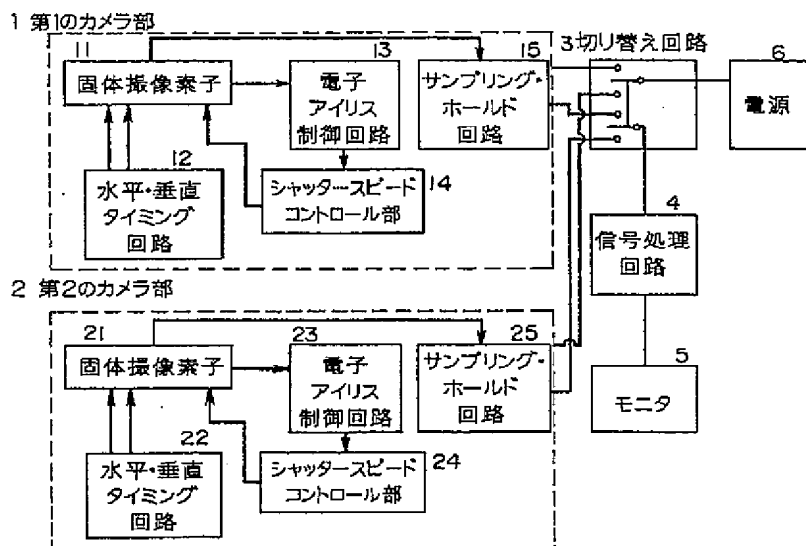 1 第1のカメラ部
11
固体撮像素子
13
電子
アイリス
制御回路
15
サンプリング・
ホールド
回路
3切り替え回路
6
電源
12
水平・垂直
タイミング
回路
14
シャッタースピード
コントロール部
4
信号処理
回路
5
モニタ
2 第2のカメラ部
21
固体撮像素子
23
電子
アイリス
制御回路
25
サンプリング・
ホールド
回路
22
水平・垂直
タイミング
回路
24
シャッタースピード
コントロール部